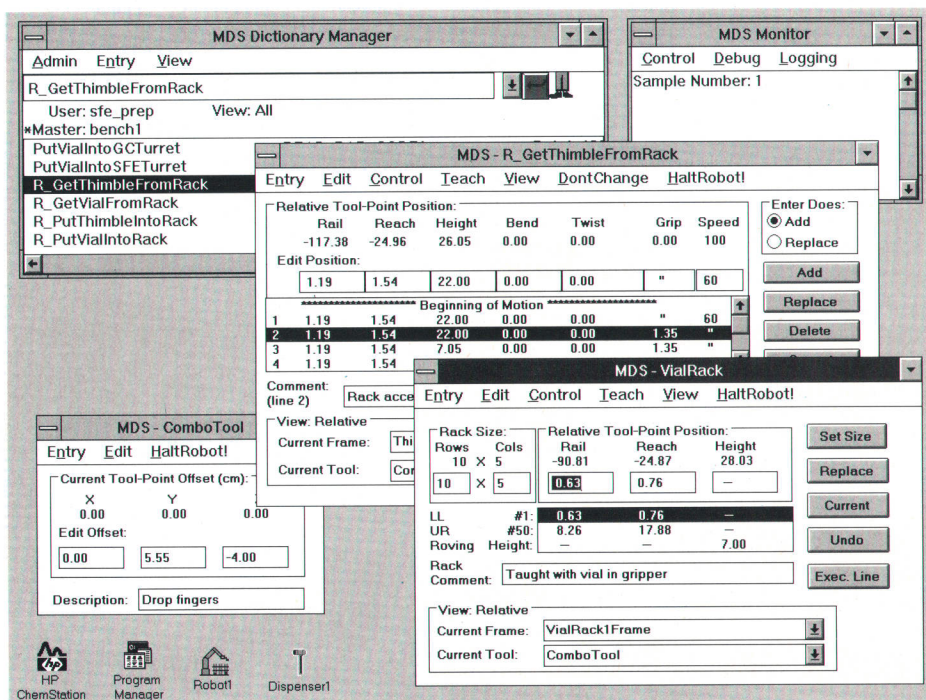 MDS Dictionary Manager
Admin Entry View
R_GetThimbleFromRack
User: sfe_prep View: All
*Master: bench1
PutVialIntoGCTurret
PutVialIntoSFETurret
R_GetThimbleFromRack
R_GetVialFromRack
R_PutThimbleIntoRack
R_PutVialIntoRack
MDS Monitor
Control Debug Logging
Sample Number: 1
MDS - R_GetThimbleFromRack
Entry Edit Control Teach View DontChange HaltRobot!
Relative Tool-Point Position:
Rail Reach Height Bend Twist Grip Speed
-117.38 -24.96 26.05 0.00 0.00 0.00 100
Edit Position:
1.19 1.54 22.00 0.00 0.00 " 60
******************** Beginning of Motion ********************
1 1.19 1.54 22.00 0.00 0.00 " 60
2 1.19 1.54 22.00 0.00 0.00 1.35 "
3 1.19 1.54 7.05 0.00 0.00 1.35 "
4 1.19 1.54
Enter Does:
Add
Replace
Add
Replace
Delete
Comment:
(line 2) Rack acce
View: Relative
Current Frame: Thi
Current Tool: Cor
MDS - ComboTool
Entry Edit HaltRobot!
Current Tool-Point Offset (cm):
X Y
0.00 0.00 0.00
Edit Offset:
0.00 5.55 -4.00
Description: Drop fingers
MDS - VialRack
Entry Edit Control Teach View HaltRobot!
Rack Size:
Rows Cols
10 X 5
10 X 5
Relative Tool-Point Position:
Rail Reach Height
-90.81 -24.87 28.03
0.63 0.76 –
LL #1: 0.63 0.76 –
UR #50: 8.26 17.88 –
Roving Height: – – 7.00
Rack
Comment: Taught with vial in gripper
Set Size
Replace
Current
Undo
Exec. Line
View: Relative
Current Frame: VialRack1Frame
Current Tool: ComboTool
hp
HP
ChemStation
Program
Manager
Robot1
Dispenser1